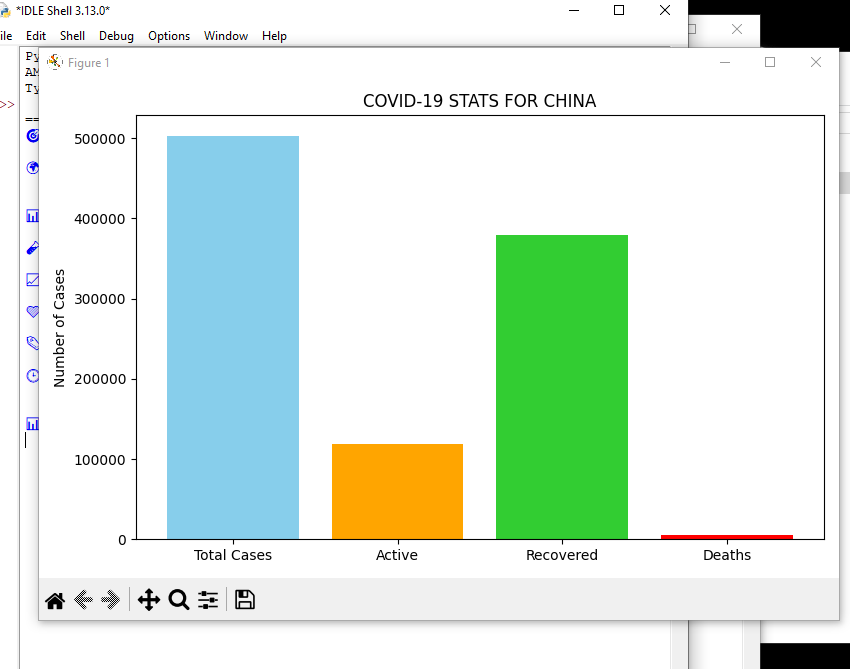 *IDLE Shell 3.13.0*
ile Edit Shell Debug Options Window Help
Py
AM
Ty
>>
==
Figure 1
COVID-19 STATS FOR CHINA
Number of Cases
500000
400000
300000
200000
100000
0
Total Cases Active Recovered Deaths